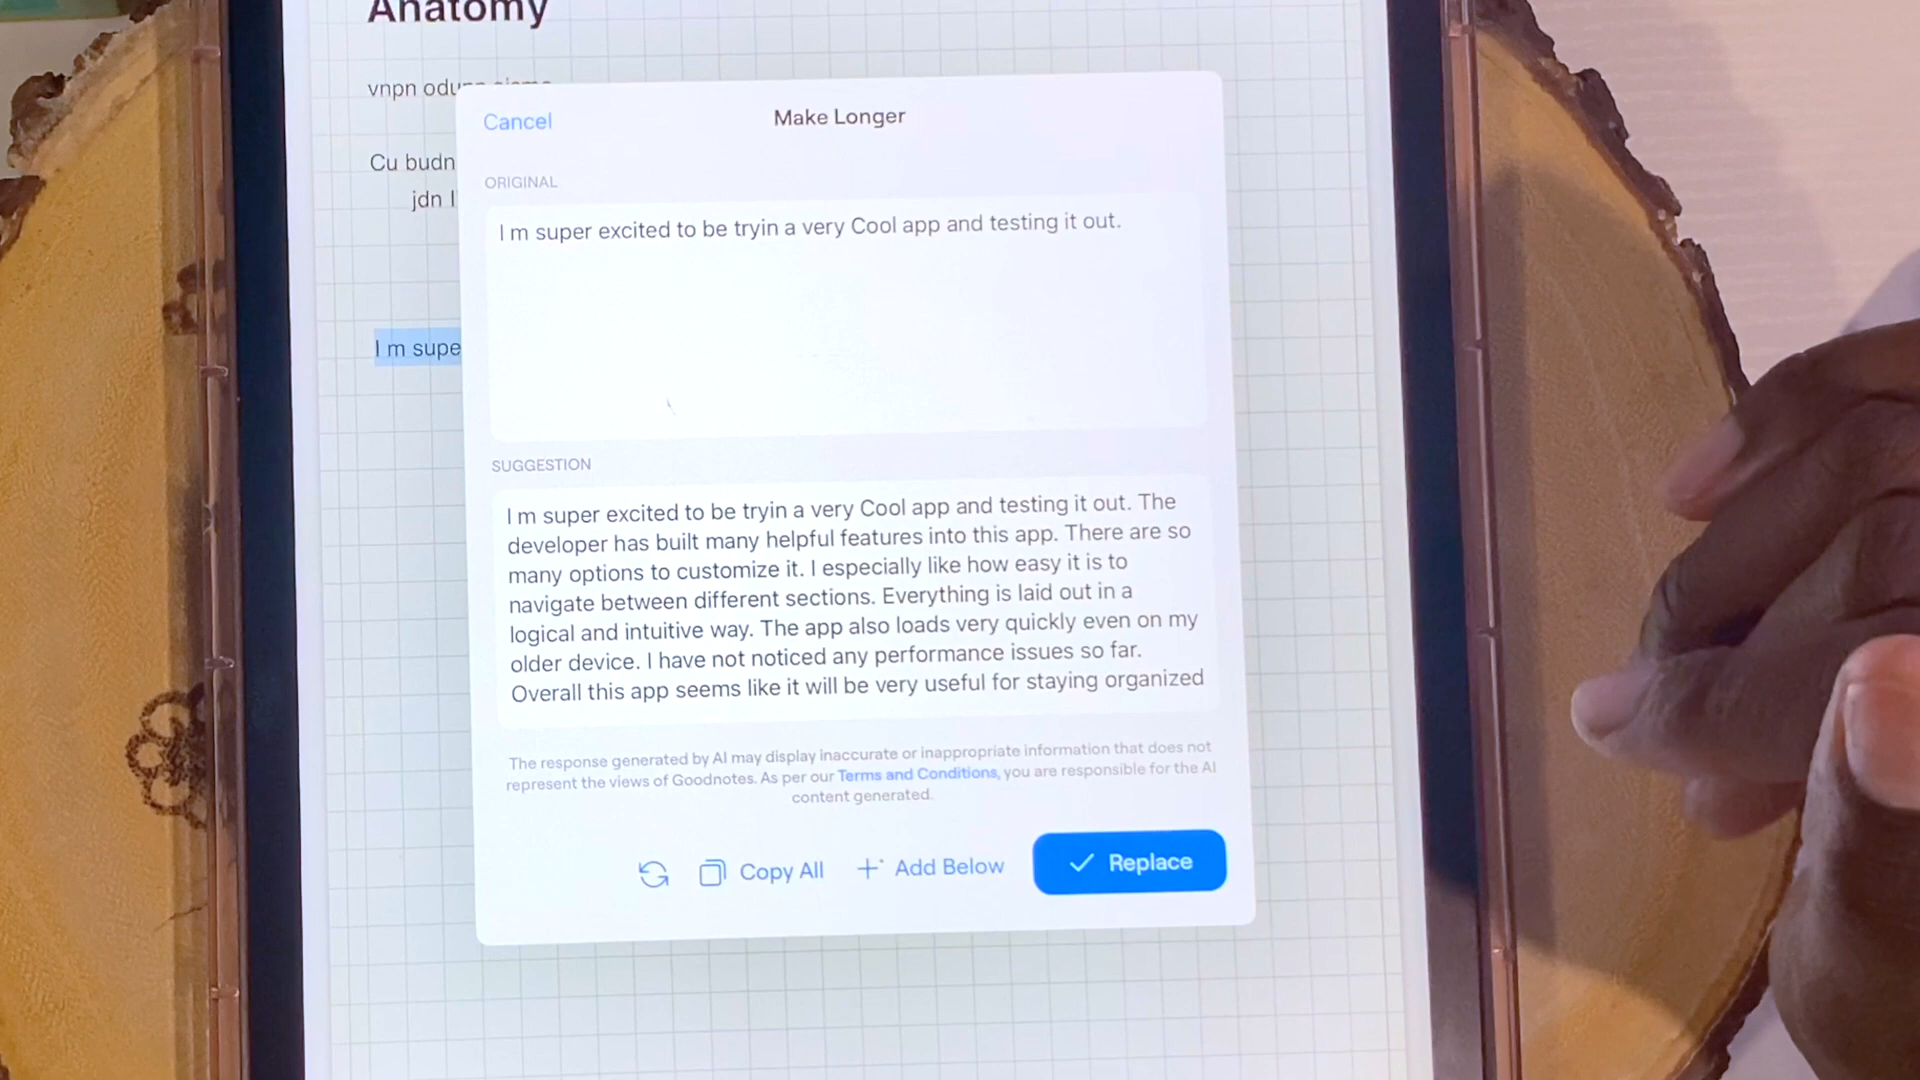 Anatomy
vnpn
Cu budn
jdn
I m supe
Cancel
Make Longer
ORIGINAL
I m super excited to be tryin a very Cool app and testing it out.
SUGGESTION
I m super excited to be tryin a very Cool app and testing it out. The
developer has built many helpful features into this app. There are so
many options to customize it. I especially like how easy it is to
navigate between different sections. Everything is laid out in a
logical and intuitive way. The app also loads very quickly even on my
older device. I have not noticed any performance issues so far.
Overall this app seems like it will be very useful for staying organized
The response generated by AI may display inaccurate or inappropriate information that does not
represent the views of Goodnotes. As per our Terms and Conditions, you are responsible for the AI
content generated.
Copy All
Add Below
Replace